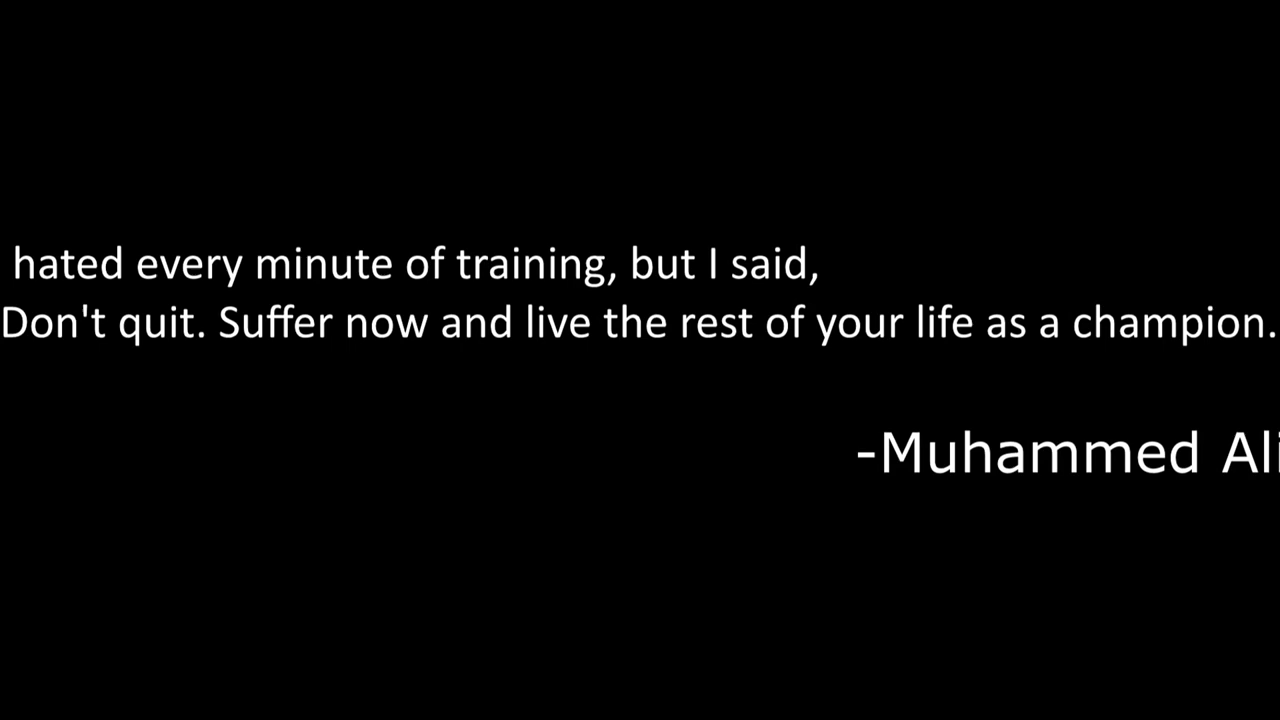 hated every minute of training, but I said,
Don't quit. Suffer now and live the rest of your life as a champion.
-Muhammed Ali